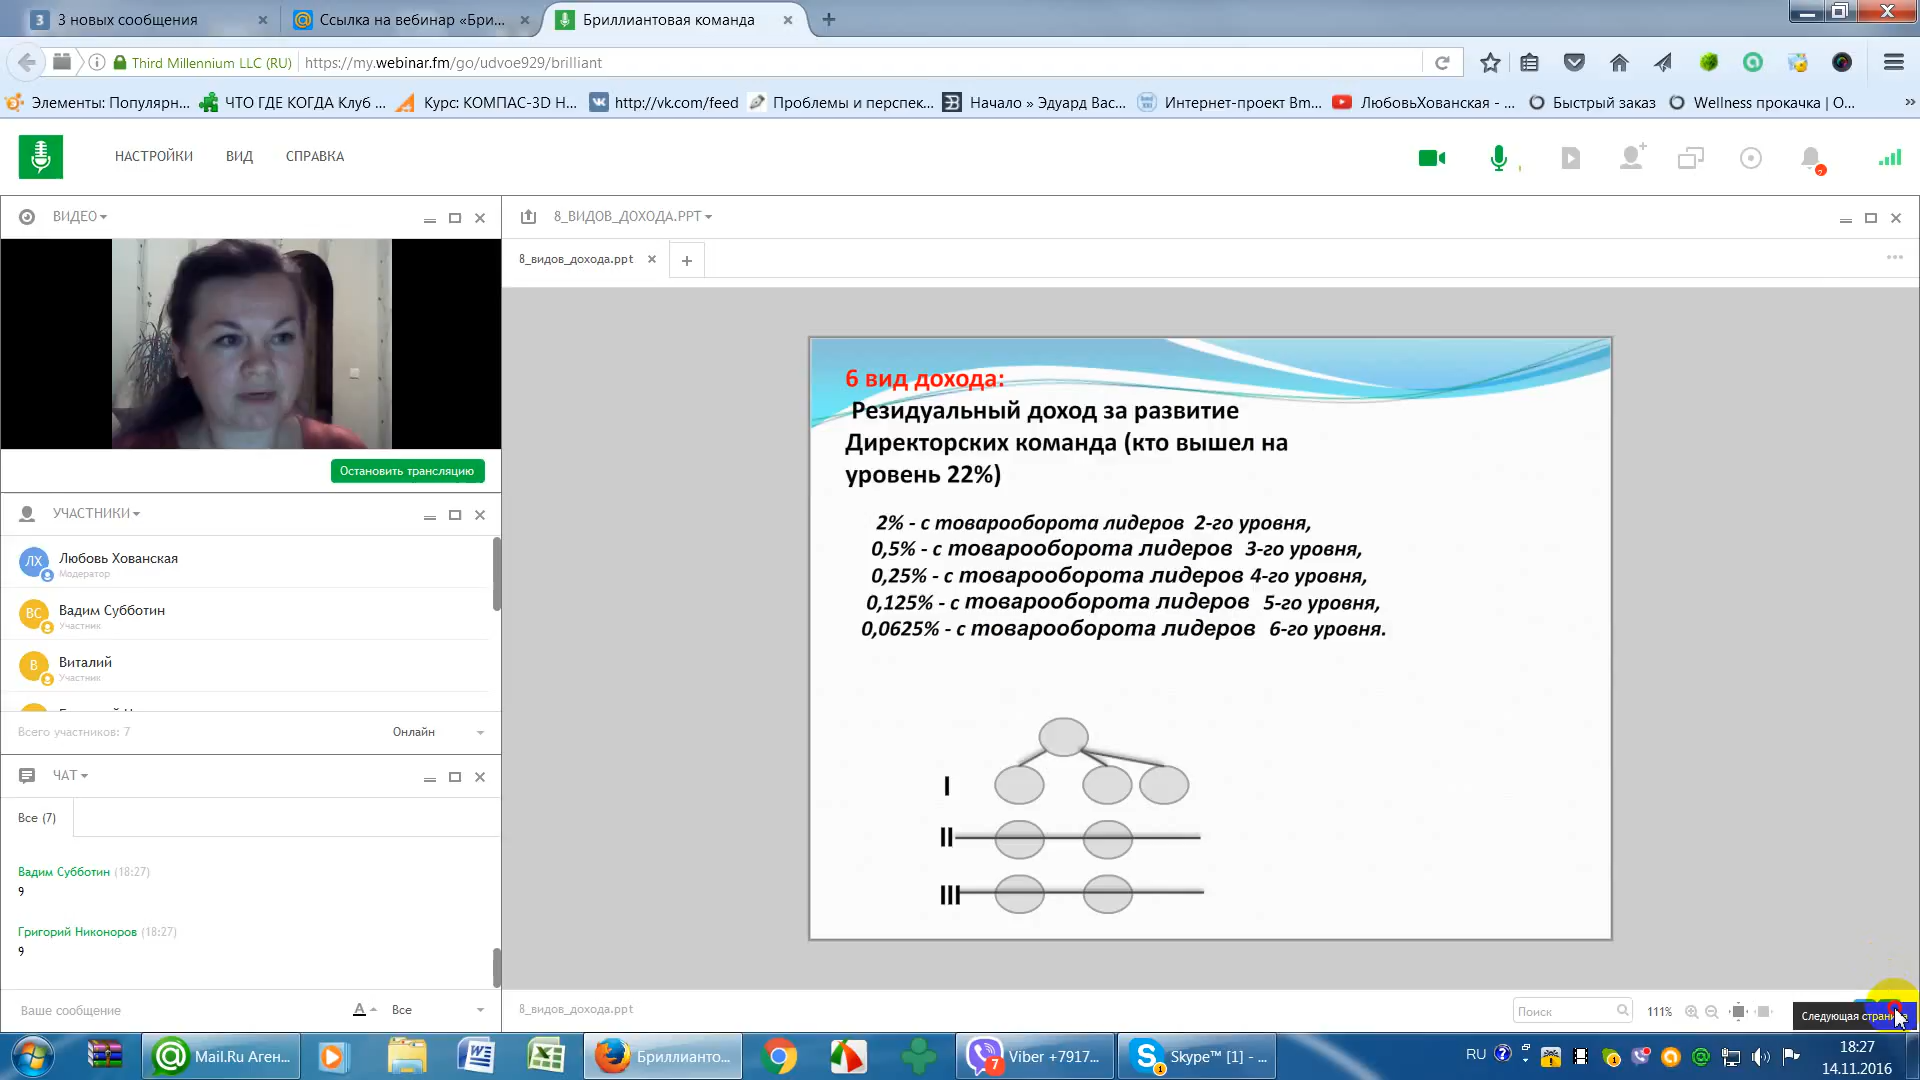 3 новых сообщения
Ссылка на вебинар «Бри...
Бриллиантовая команда
Third Millennium LLC (RU)
https://my.webinar.fm/go/udvoe929/brilliant
Элементы: Популярн...
ЧТО ГДЕ КОГДА Клуб ...
Курс: КОМПАС-3D Н...
http://vk.com/feed
Проблемы и перспек...
Начало » Эдуард Вас...
Интернет-проект Bm...
ЛюбовьХованская - ...
Быстрый заказ
Wellness прокачка | О...
НАСТРОЙКИ
ВИД
СПРАВКА
ВИДЕО
8_ВИДОВ_ДОХОДА.PPT
8_видов_дохода.ppt
Остановить трансляцию
УЧАСТНИКИ
ЛХ
Любовь Хованская
Модератор
ВС
Вадим Субботин
Участник
В
Виталий
Участник
Всего участников: 7
Онлайн
ЧАТ
Все (7)
Вадим Субботин (18:27)
9
Григорий Никоноров (18:27)
9
Ваше сообщение
А
Все
6 вид дохода:
Резидуальный доход за развитие
Директорских команда (кто вышел на
уровень 22%)
2% - с товарооборота лидеров 2-го уровня,
0,5% - с товарооборота лидеров 3-го уровня,
0,25% - с товарооборота лидеров 4-го уровня,
0,125% - с товарооборота лидеров 5-го уровня,
0,0625% - с товарооборота лидеров 6-го уровня.
I
II
III
8_видов_дохода.ppt
Поиск
111%
Следующая страница
Mail.Ru Аген...
Бриллианто...
Viber +7917...
7
Skype™ [1] - ...
RU
18:27
14.11.2016